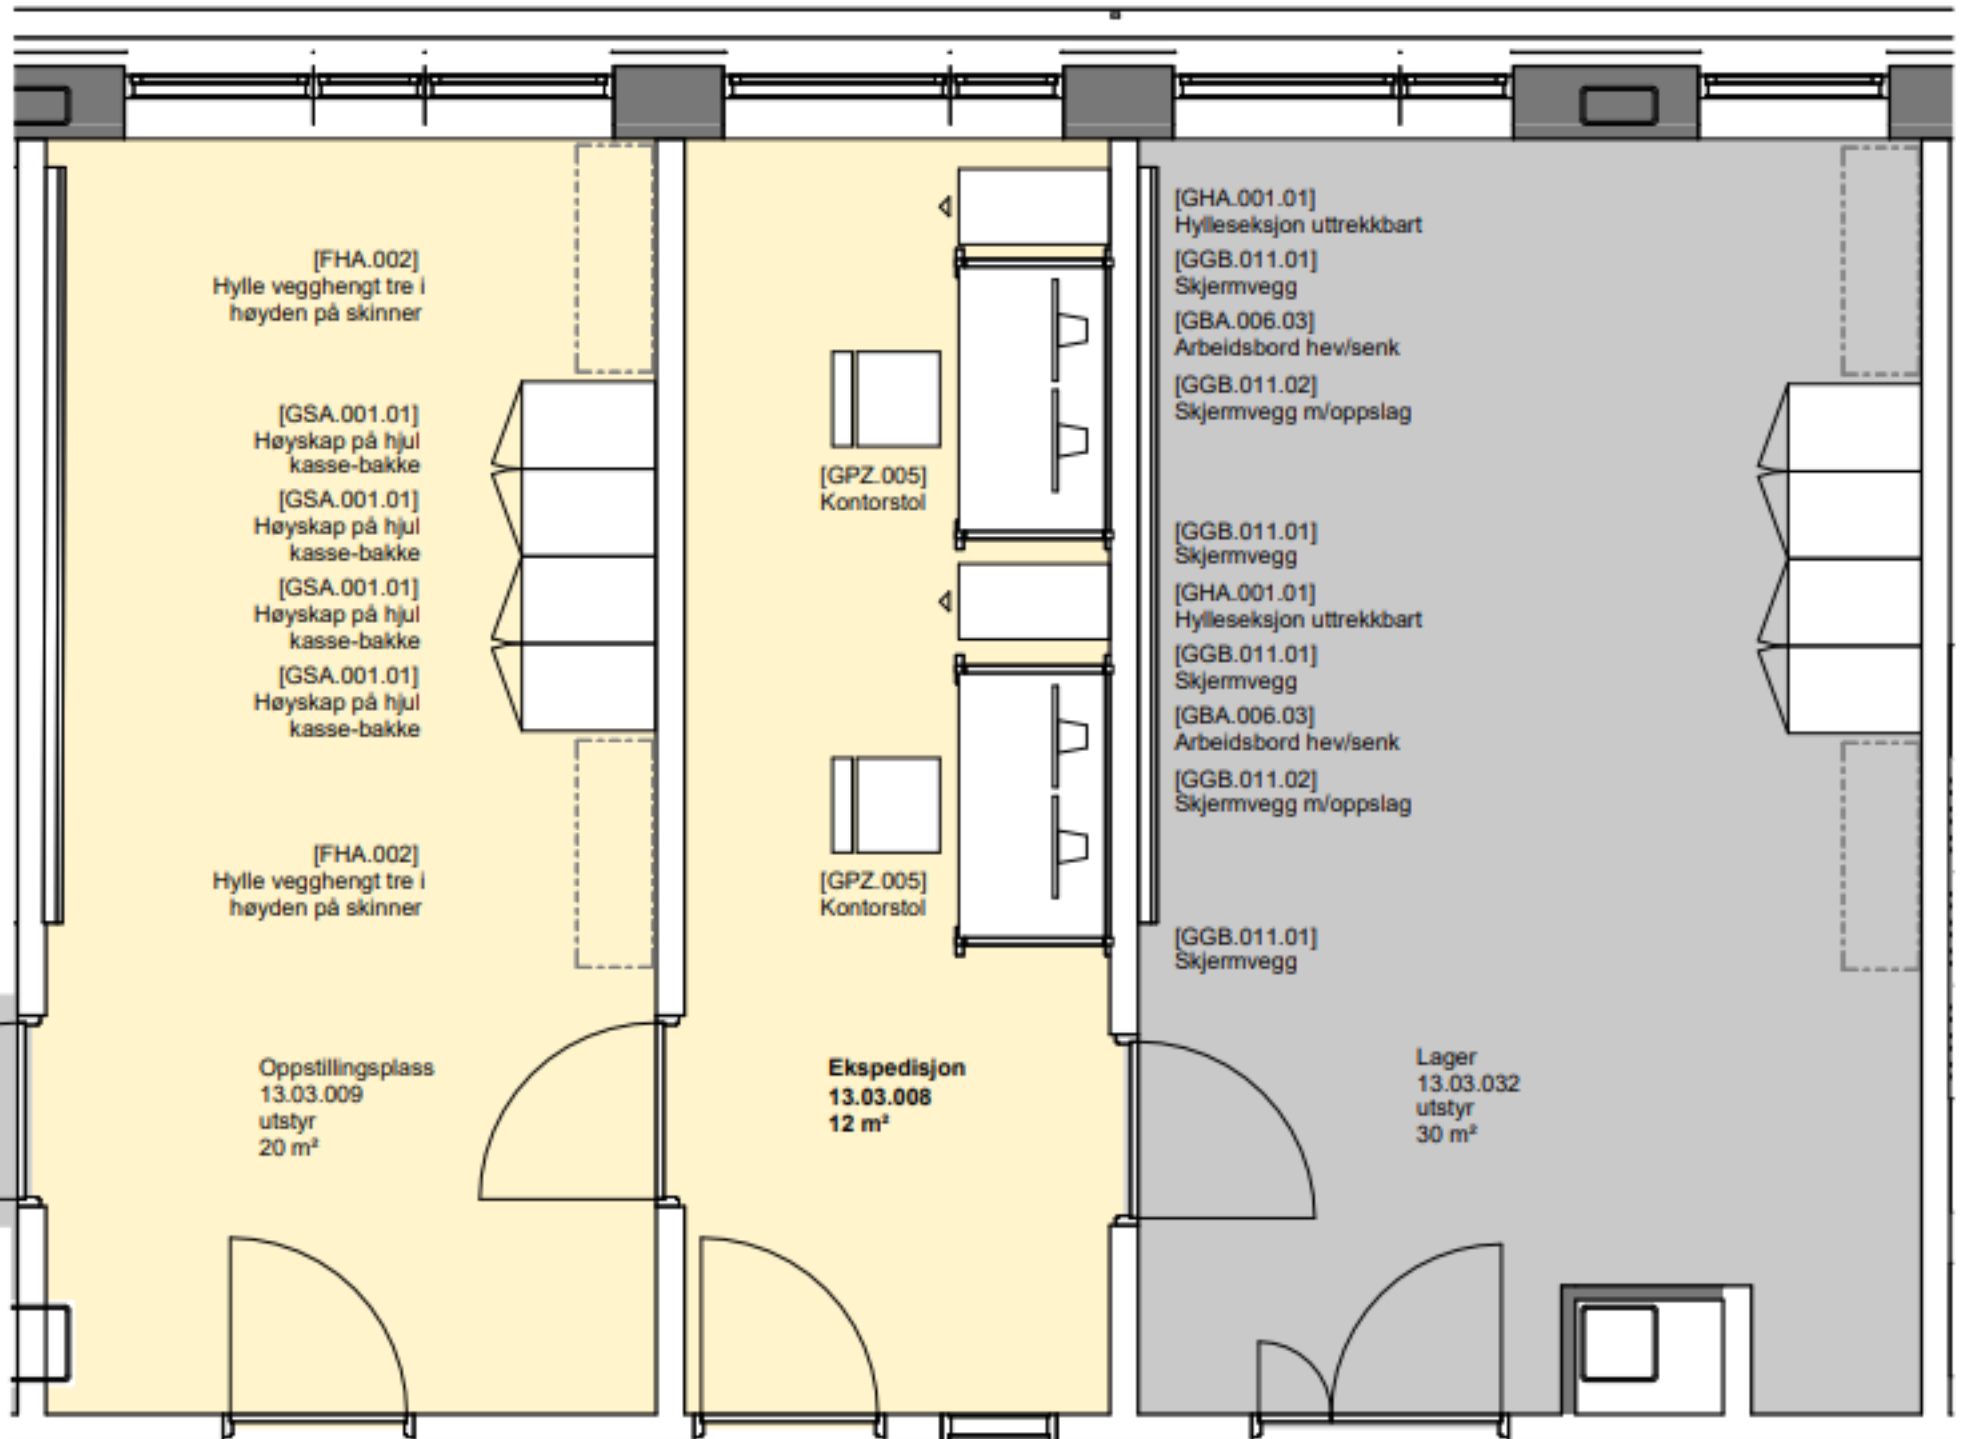 [FHA.002]
Hylle vegghengt tre i
høyden på skinner
[GSA.001.01]
Høyskap på hjul
kasse-bakke
[GSA.001.01]
Høyskap på hjul
kasse-bakke
[GSA.001.01]
Høyskap på hjul
kasse-bakke
[GSA.001.01]
Høyskap på hjul
kasse-bakke
[FHA.002]
Hylle vegghengt tre i
høyden på skinner
Oppstillingsplass
13.03.009
utstyr
20 m²
[GPZ.005]
Kontorstol
[GPZ.005]
Kontorstol
Ekspedisjon
13.03.008
12 m²
[GHA.001.01]
Hylleseksjon uttrekkbart
[GGB.011.01]
Skjermvegg
[GBA.006.03]
Arbeidsbord hev/senk
[GGB.011.02]
Skjermvegg m/oppslag
[GGB.011.01]
Skjermvegg
[GHA.001.01]
Hylleseksjon uttrekkbart
[GGB.011.01]
Skjermvegg
[GBA.006.03]
Arbeidsbord hev/senk
[GGB.011.02]
Skjermvegg m/oppslag
[GGB.011.01]
Skjermvegg
Lager
13.03.032
utstyr
30 m²